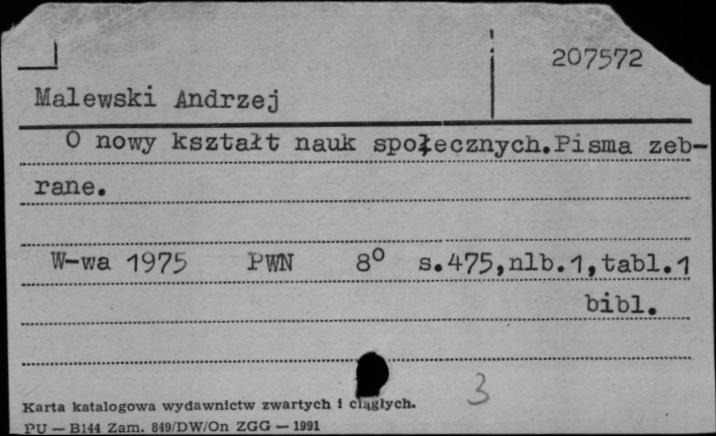 207572
Malewski Andrzej
O nowy kształt nauk społecznych.Pisma zeb-
rane.
W-wa 1975 PWN 8° s.475,nlb.1,tabl.1
bibl.
3
Karta katalogowa wydawnictw zwartych i ciągłych.
PU — B144 Zam. 849/DW/On ZGG — 1991